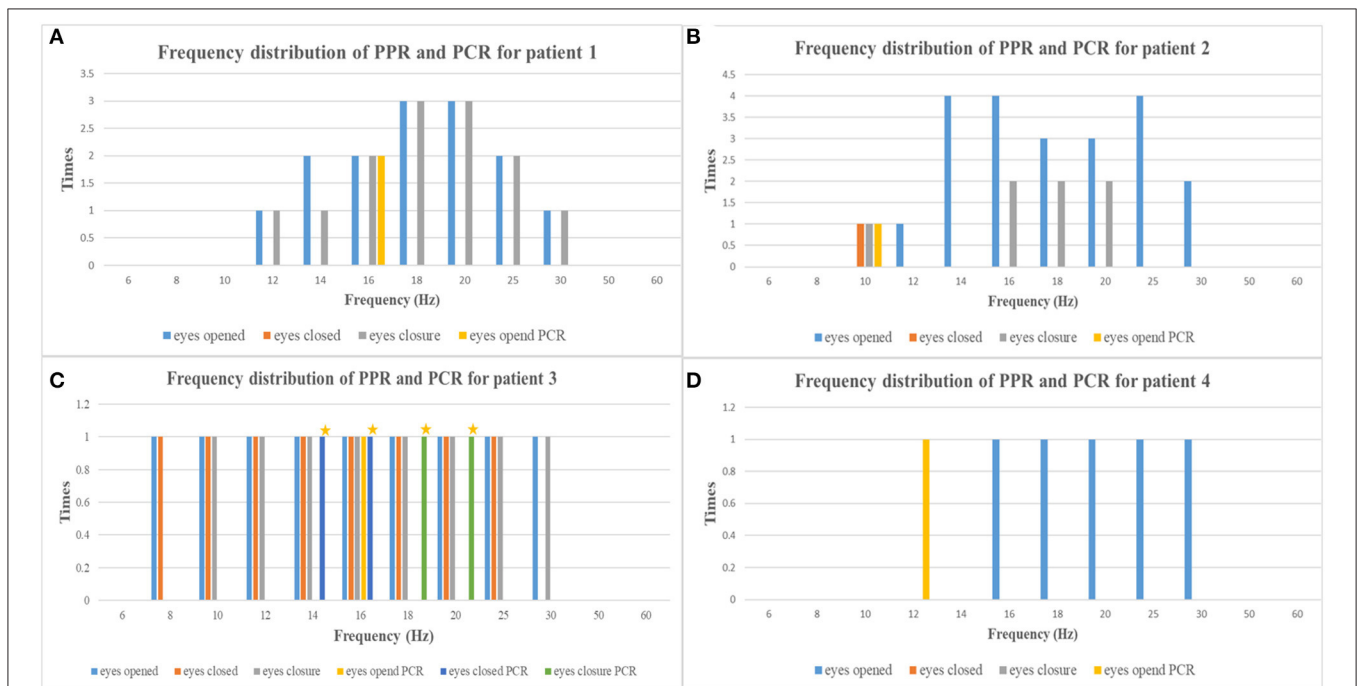 A
Frequency distribution of PPR and PCR for patient 1
3.5
3
2.5
2
1.5
1
0.5
0
Times
6 8 10 12 14 16 18 20 25 30 50 60
Frequency (Hz)
eyes opened eyes closed eyes closure eyes opend PCR
B
Frequency distribution of PPR and PCR for patient 2
4.5
4
3.5
3
2.5
2
1.5
1
0.5
0
Times
6 8 10 12 14 16 18 20 25 30 50 60
Frequency (Hz)
eyes opened eyes closed eyes closure eyes opend PCR
C
Frequency distribution of PPR and PCR for patient 3
1.2
1
0.8
0.6
0.4
0.2
0
Times
6 8 10 12 14 16 18 20 25 30 50 60
Frequency (Hz)
eyes opened eyes closed eyes closure eyes opend PCR eyes closed PCR eyes closure PCR
D
Frequency distribution of PPR and PCR for patient 4
1.2
1
0.8
0.6
0.4
0.2
0
Times
6 8 10 12 14 16 18 20 25 30 50 60
Frequency (Hz)
eyes opened eyes closed eyes closure eyes opend PCR